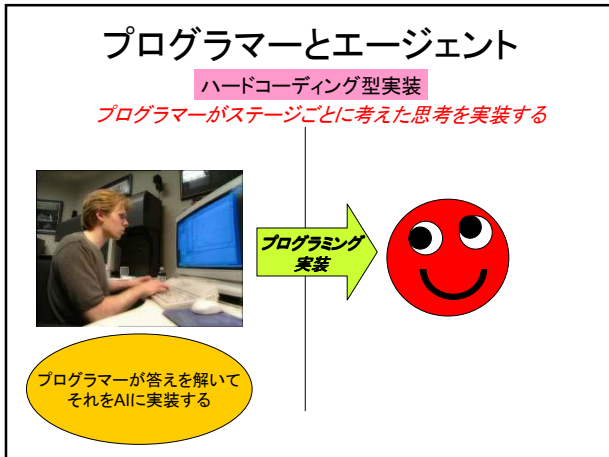 プログラマーとエージェント
ハードコーディング型実装
プログラマーがステージごとに考えた思考を実装する
プログラミング
実装
プログラマーが答えを解いて
それをAIに実装する